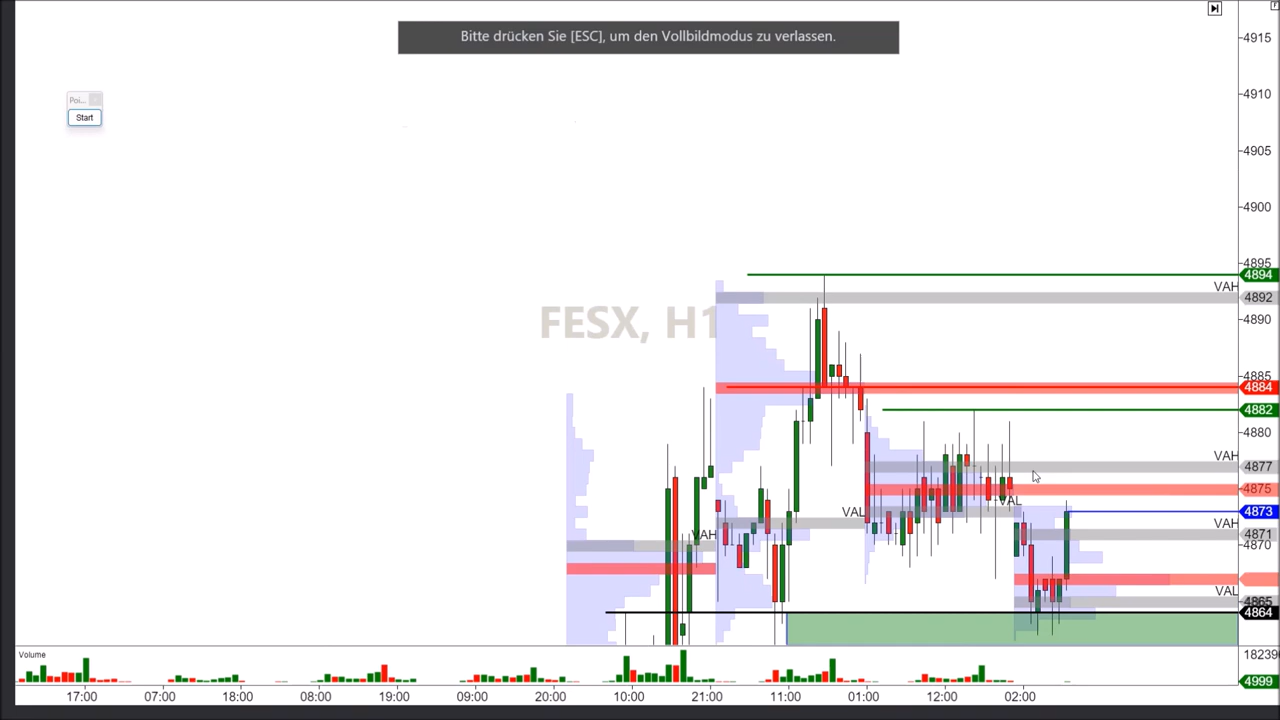 Bitte drücken Sie [ESC], um den Vollbildmodus zu verlassen.
Poi...
Start
FESX, H1
4915
4910
4905
4900
4895
4894
VAH
4892
4890
4885
4884
4882
4880
VAH
4877
4875
VAL
VAL
4873
VAH
VAH
4871
4870
VAL
4865
4864
Volume
182390
4999
17:00 07:00 18:00 08:00 19:00 09:00 20:00 10:00 21:00 11:00 01:00 12:00 02:00